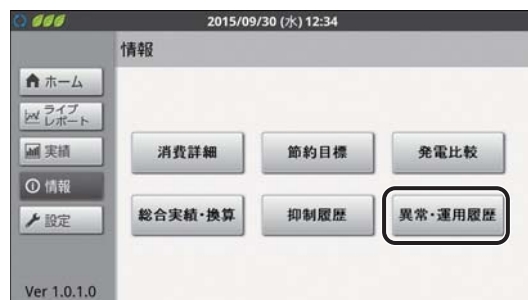 2015/09/30 (水) 12:34
情報
ホーム
ライブ
レポート
実績
情報
設定
消費詳細
節約目標
発電比較
総合実績・換算
抑制履歴
異常・運用履歴
Ver 1.0.1.0